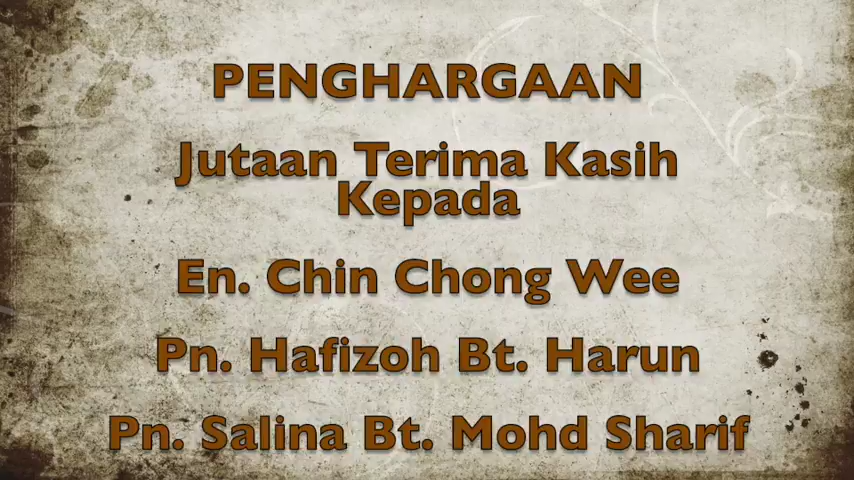 PENGHARGAAN
Jutaan Terima Kasih
Kepada
En. Chin Chong Wee
Pn. Hafizoh Bt. Harun
Pn. Salina Bt. Mohd Sharif